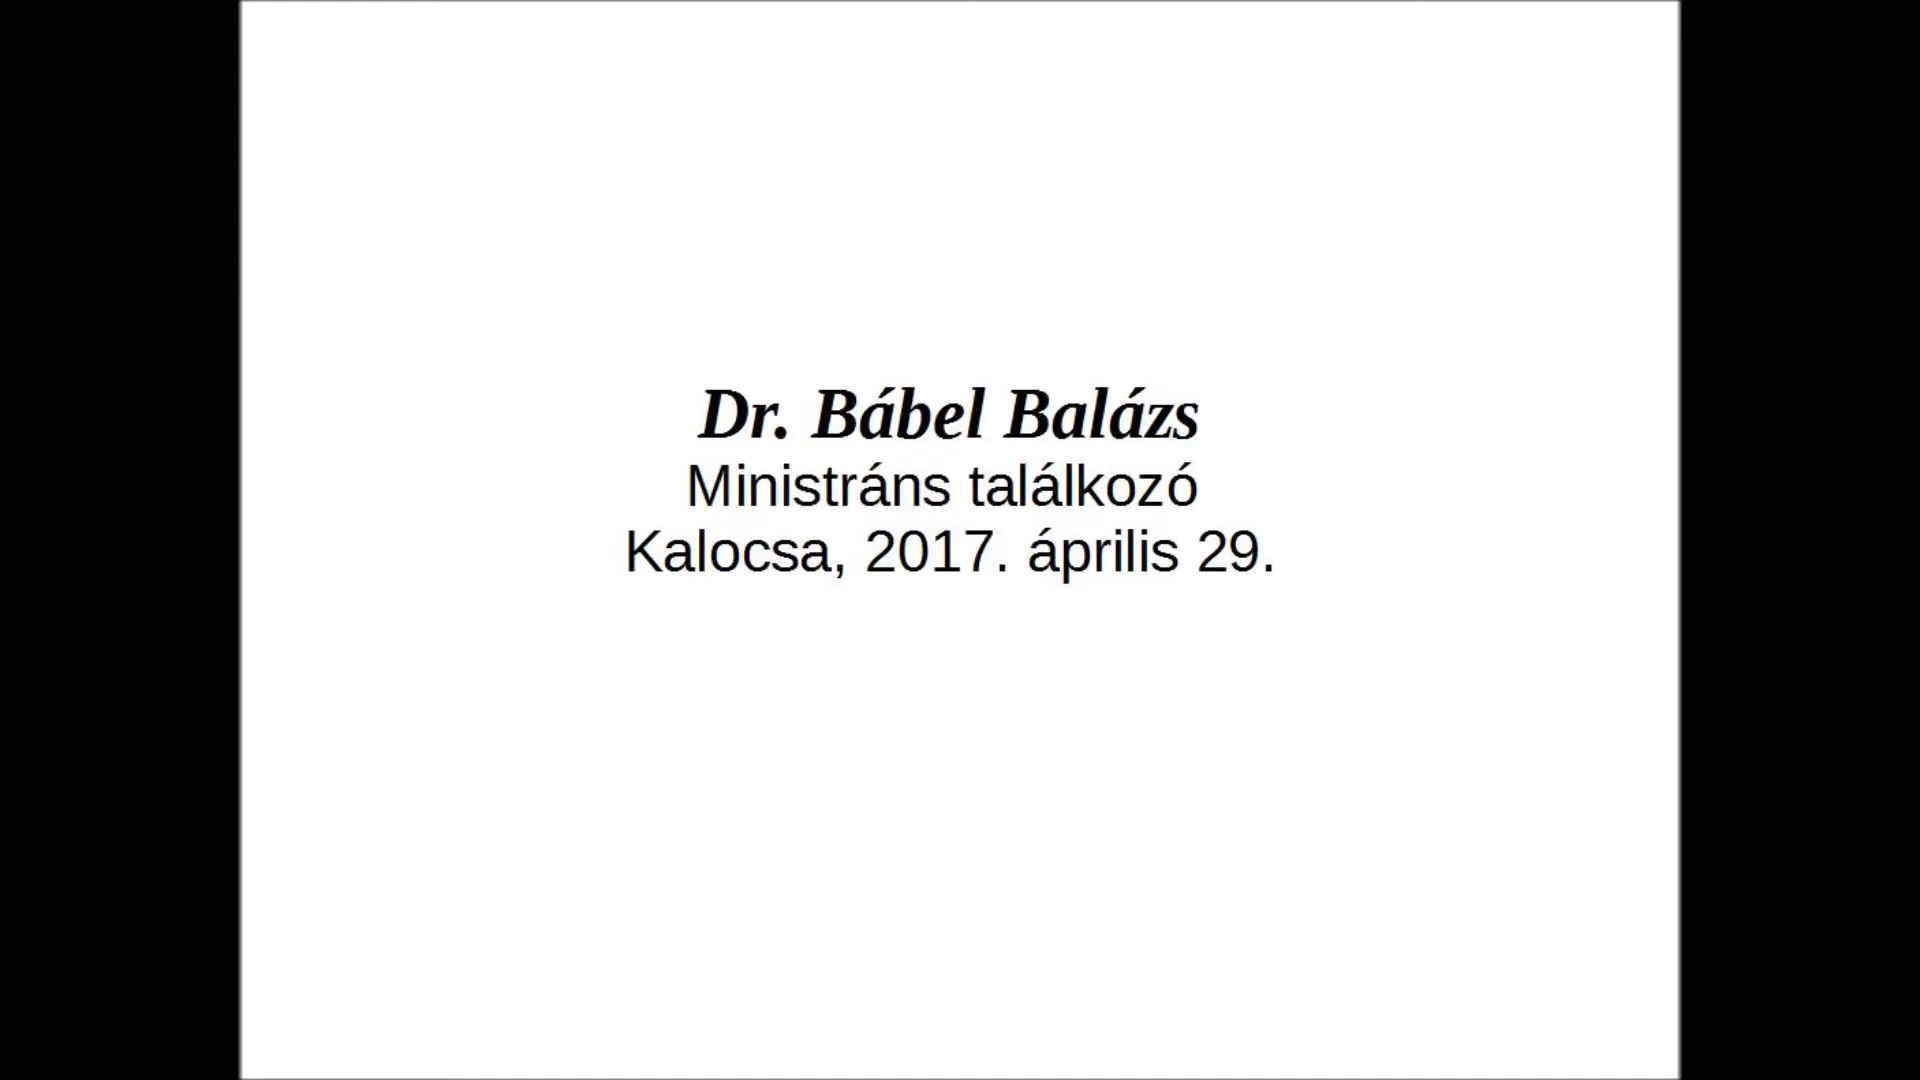 Dr. Bábel Balázs
Ministráns találkozó
Kalocsa, 2017. április 29.